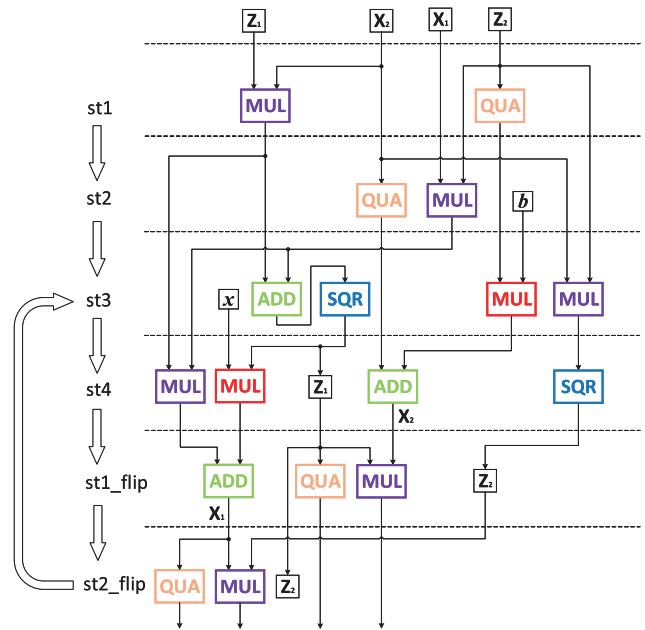 Z₁ X₂ X₁ Z₂
st1 MUL QUA
st2 QUA MUL b
st3 x ADD SQR MUL MUL
st4 MUL MUL Z₁ ADD SQR
X₂
st1_flip ADD QUA MUL Z₂
X₁
st2_flip QUA MUL Z₂